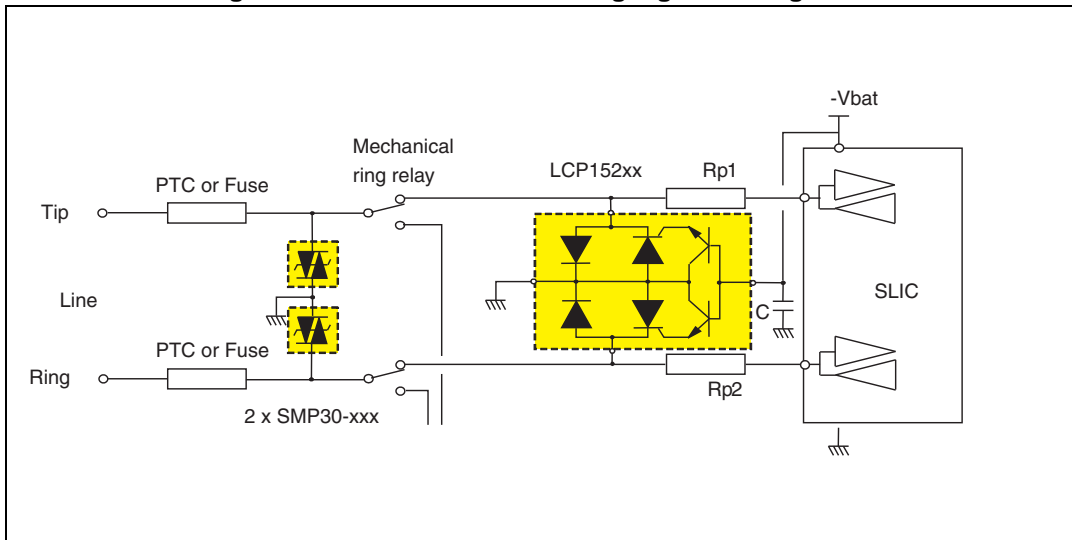 -Vbat
Mechanical
ring relay
LCP152xx
Rp1
PTC or Fuse
Tip
Line
C
SLIC
PTC or Fuse
Ring
Rp2
2 x SMP30-xxx